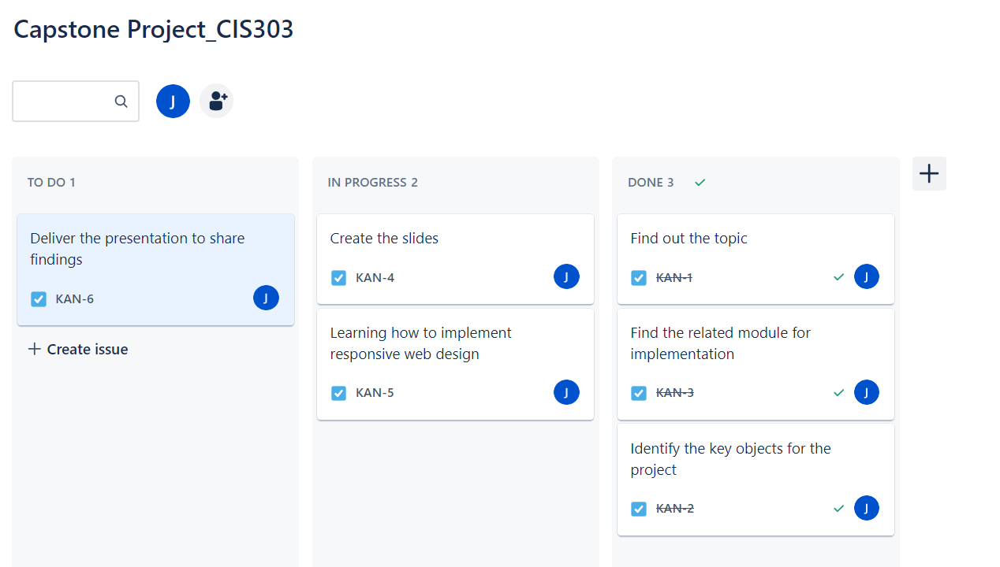 Capstone Project_CIS303
J
TO DO 1
Deliver the presentation to share
findings
KAN-6
J
Create issue
IN PROGRESS 2
Create the slides
KAN-4
J
Learning how to implement
responsive web design
KAN-5
J
DONE 3
Find out the topic
KAN-1
J
Find the related module for
implementation
KAN-3
J
Identify the key objects for the
project
KAN-2
J